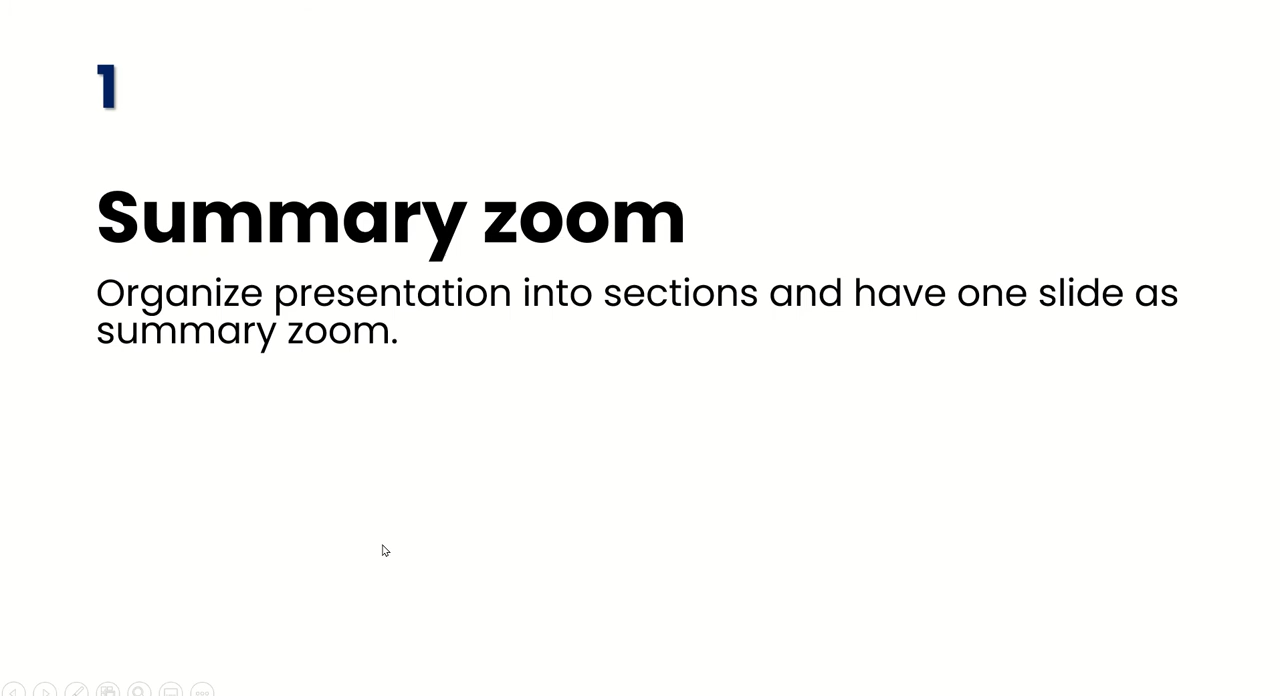 1
Summary zoom
Organize presentation into sections and have one slide as
summary zoom.